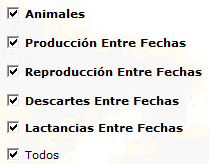 Animales
Producción Entre Fechas
Reproducción Entre Fechas
Descartes Entre Fechas
Lactancias Entre Fechas
Todos